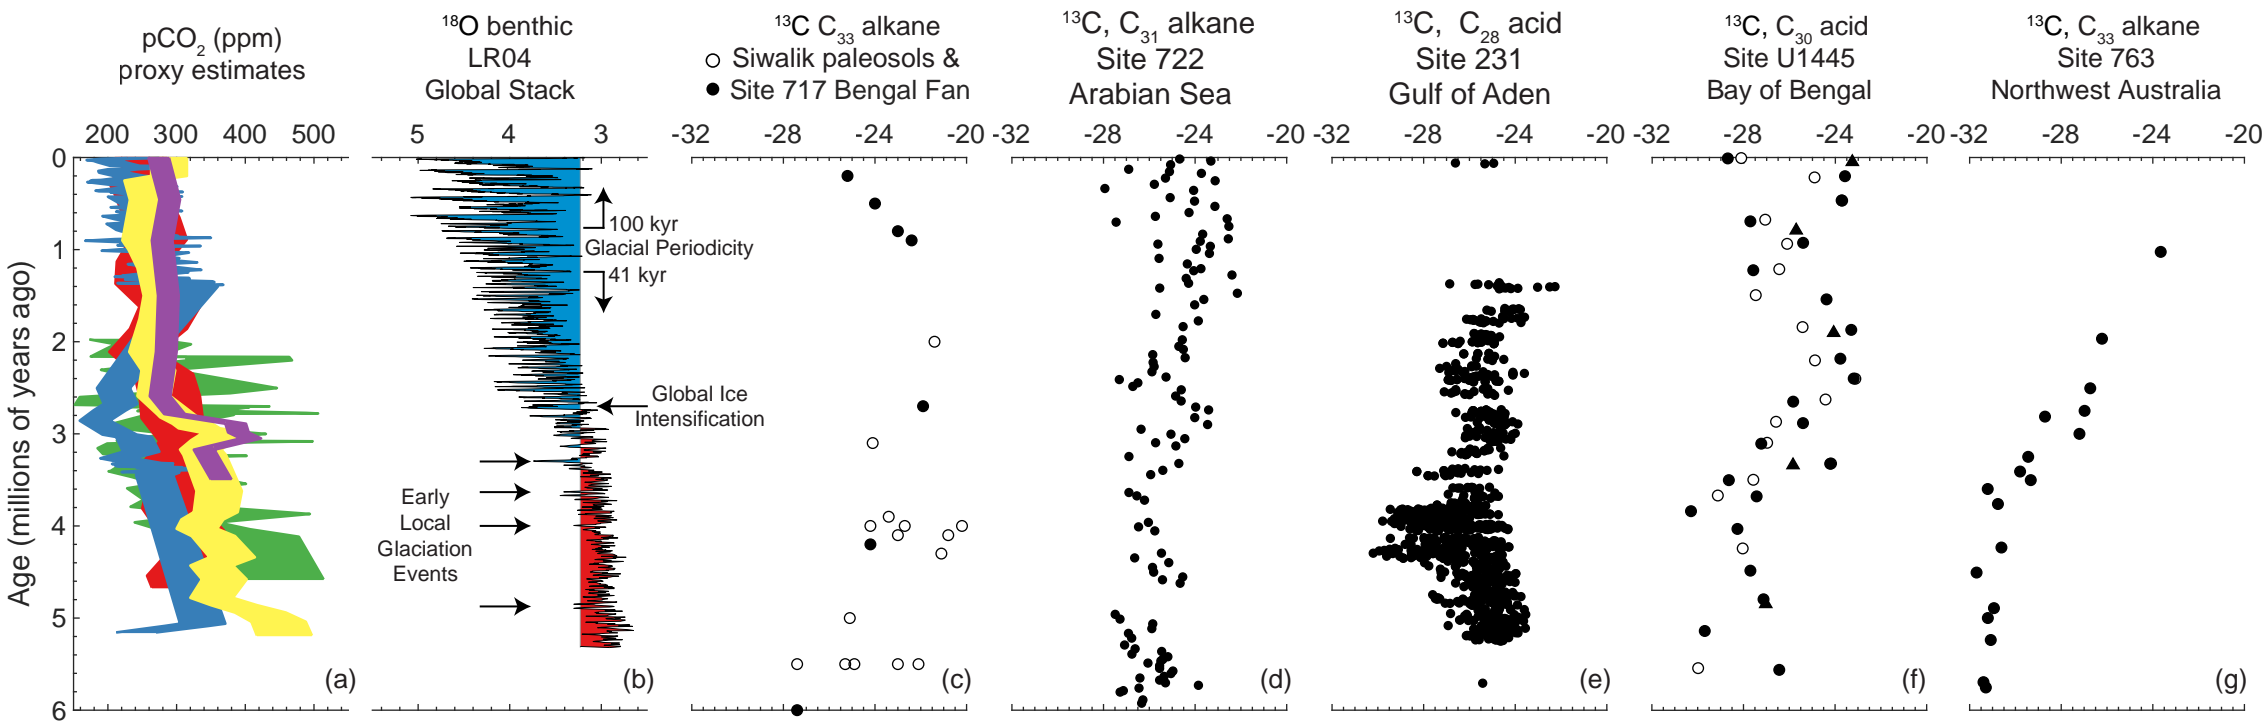 pCO2 (ppm)
proxy estimates
200 300 400 500
18O benthic
LR04
Global Stack
5 4 3
13C C33 alkane
Siwalik paleosols &
Site 717 Bengal Fan
-32 -28 -24 -20
13C, C31 alkane
Site 722
Arabian Sea
-28 -24 -20
13C, C28 acid
Site 231
Gulf of Aden
-32 -28 -24 -20
13C, C30 acid
Site U1445
Bay of Bengal
-32 -28 -24 -20
13C, C33 alkane
Site 763
Northwest Australia
-32 -28 -24 -20
Age (millions of years ago)
0
1
2
3
4
5
6
100 kyr
Glacial Periodicity
41 kyr
Global Ice
Intensification
Early
Local
Glaciation
Events
(a)
(b)
(c)
(d)
(e)
(f)
(g)